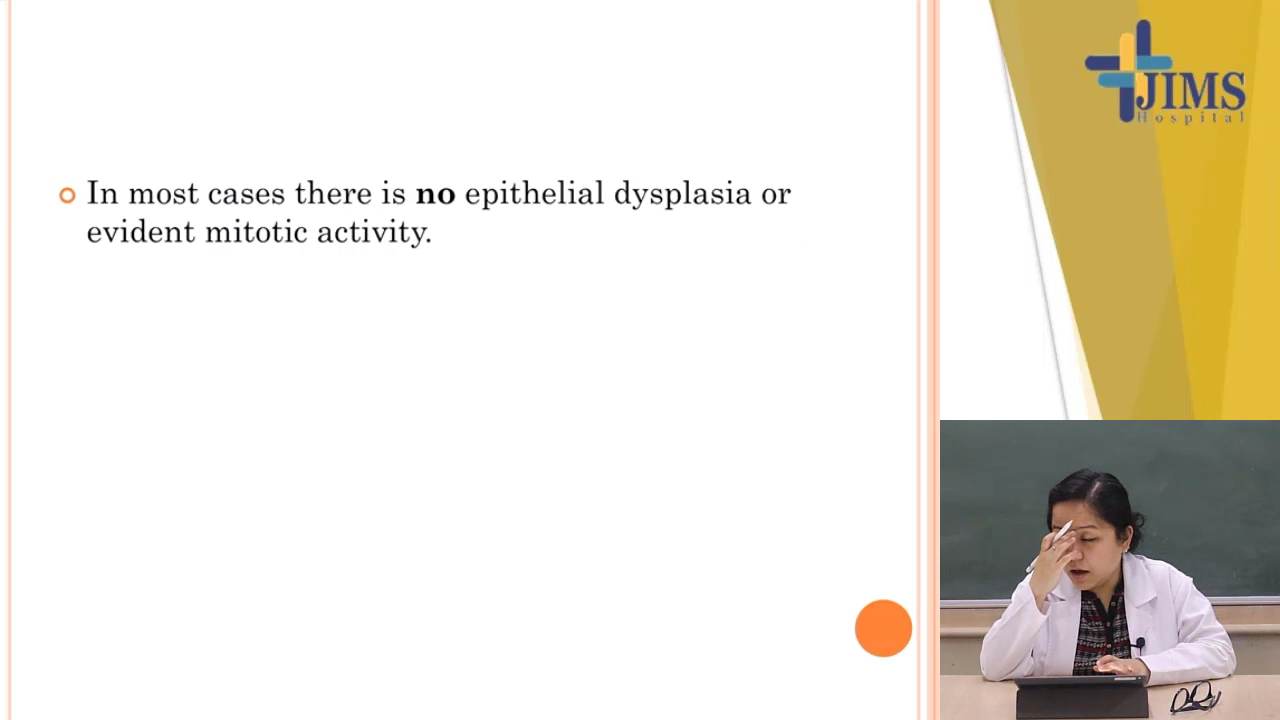 In most cases there is no epithelial dysplasia or
evident mitotic activity.
JIMS
Hospital